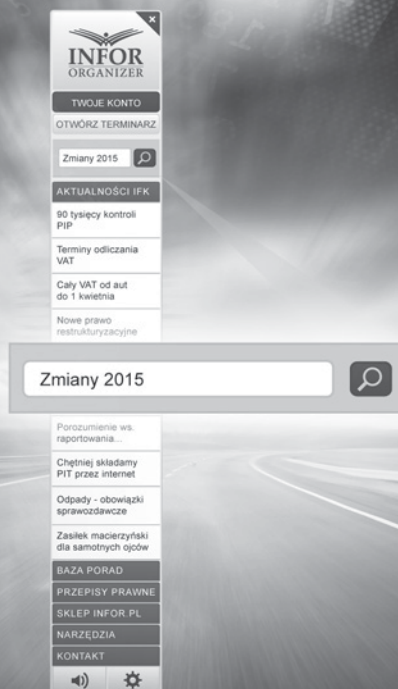 INFOR
ORGANIZER
TWOJE KONTO
OTWÓRZ TERMINARZ
Zmiany 2015
AKTUALNOŚCI IFK
90 tysięcy kontroli
PIP
Terminy odliczania
VAT
Cały VAT od aut
do 1 kwietnia
Nowe prawo
restrukturyzacyjne
Zmiany 2015
Porozumienie ws.
raportowania...
Chętniej składamy
PIT przez internet
Odpady - obowiązki
sprawozdawcze
Zasiłek macierzyński
dla samotnych ojców
BAZA PORAD
PRZEPISY PRAWNE
SKLEP INFOR.PL
NARZĘDZIA
KONTAKT